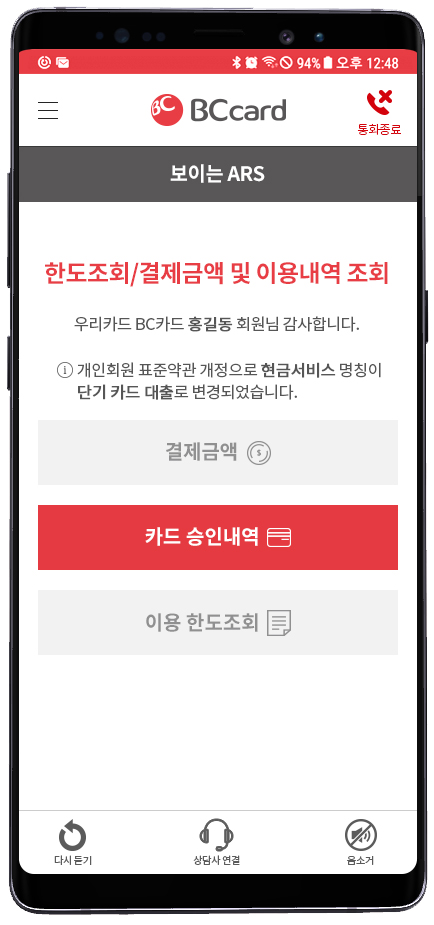 94% 오후 12:48
BC BCcard
통화종료
보이는 ARS
한도조회/결제금액 및 이용내역 조회
우리카드 BC카드 홍길동 회원님 감사합니다.
ⓘ 개인회원 표준약관 개정으로 현금서비스 명칭이
단기 카드 대출로 변경되었습니다.
결제금액 $
카드 승인내역
이용 한도조회
다시 듣기 상담사 연결 음소거